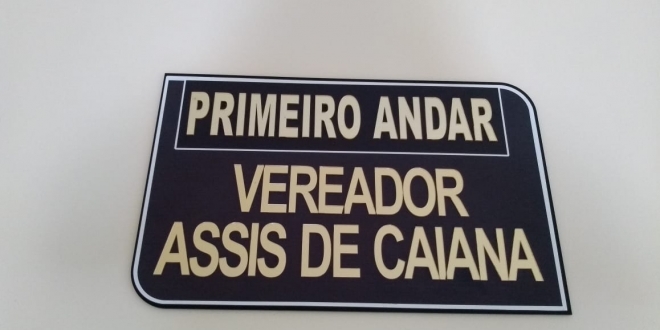 PRIMEIRO ANDAR
VEREADOR
ASSIS DE CAIANA